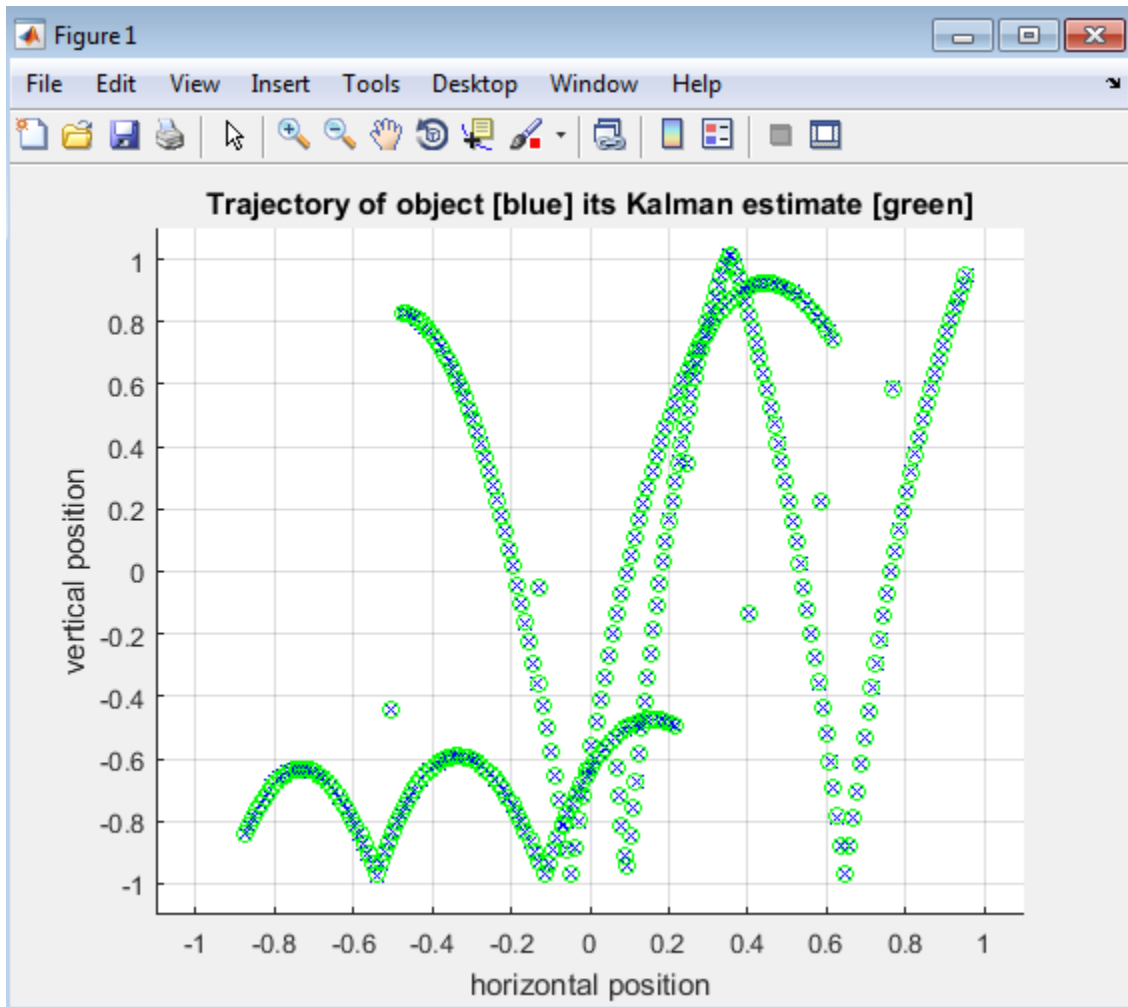 Figure 1
File Edit View Insert Tools Desktop Window Help
Trajectory of object [blue] its Kalman estimate [green]
1
0.8
0.6
0.4
0.2
0
-0.2
-0.4
-0.6
-0.8
-1
vertical position
-1 -0.8 -0.6 -0.4 -0.2 0 0.2 0.4 0.6 0.8 1
horizontal position